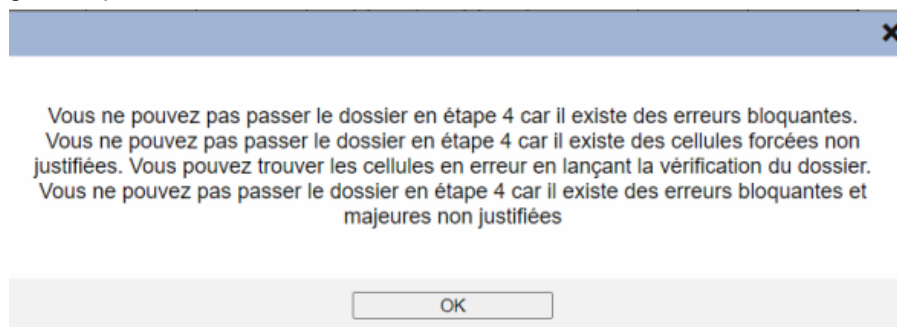 Vous ne pouvez pas passer le dossier en étape 4 car il existe des erreurs bloquantes.
Vous ne pouvez pas passer le dossier en étape 4 car il existe des cellules forcées non
justifiées. Vous pouvez trouver les cellules en erreur en lançant la vérification du dossier.
Vous ne pouvez pas passer le dossier en étape 4 car il existe des erreurs bloquantes et
majeures non justifiées
OK